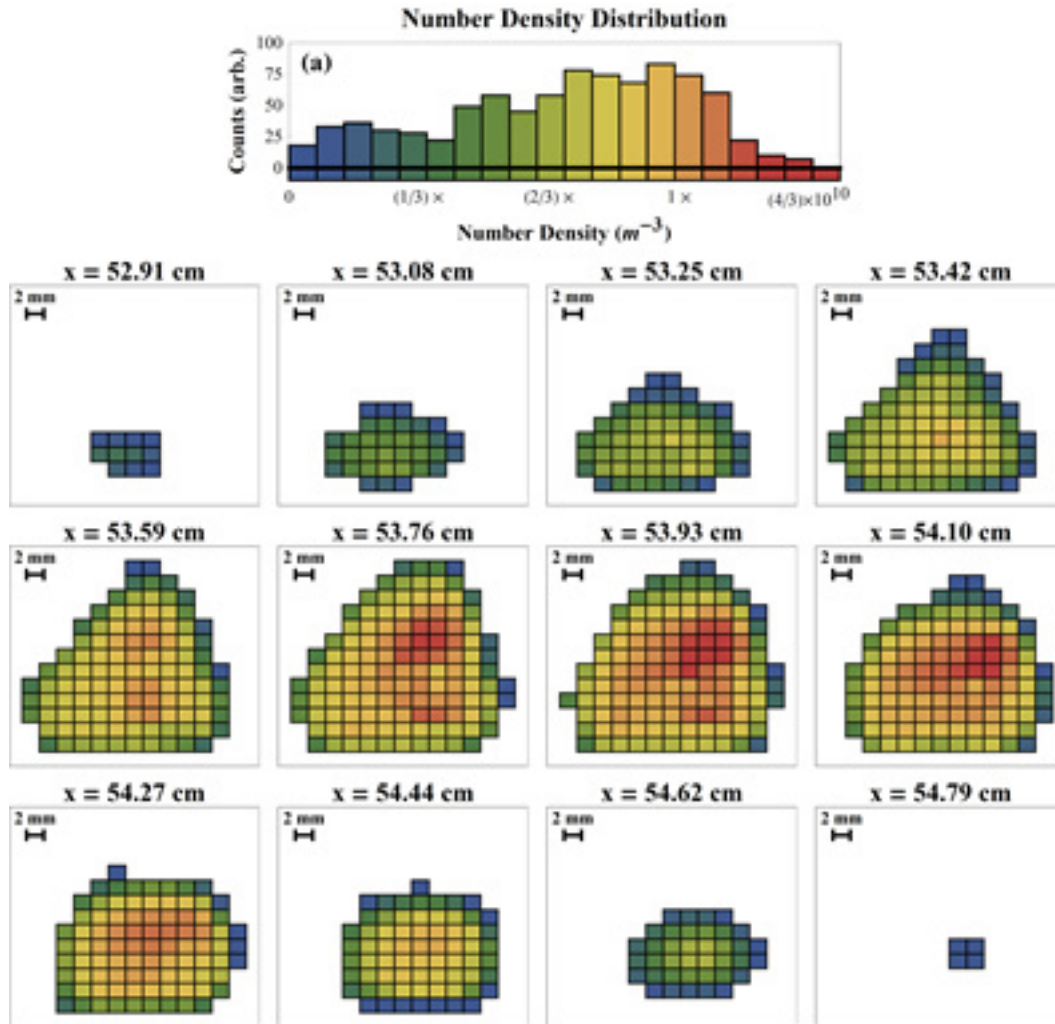 Number Density Distribution
(a)
Counts (arb.)
100
75
50
25
0
0 (1/3) × (2/3) × 1 × (4/3)×10^10
Number Density (m^−3)
x = 52.91 cm x = 53.08 cm x = 53.25 cm x = 53.42 cm
2 mm 2 mm 2 mm 2 mm
x = 53.59 cm x = 53.76 cm x = 53.93 cm x = 54.10 cm
2 mm 2 mm 2 mm 2 mm
x = 54.27 cm x = 54.44 cm x = 54.62 cm x = 54.79 cm
2 mm 2 mm 2 mm 2 mm